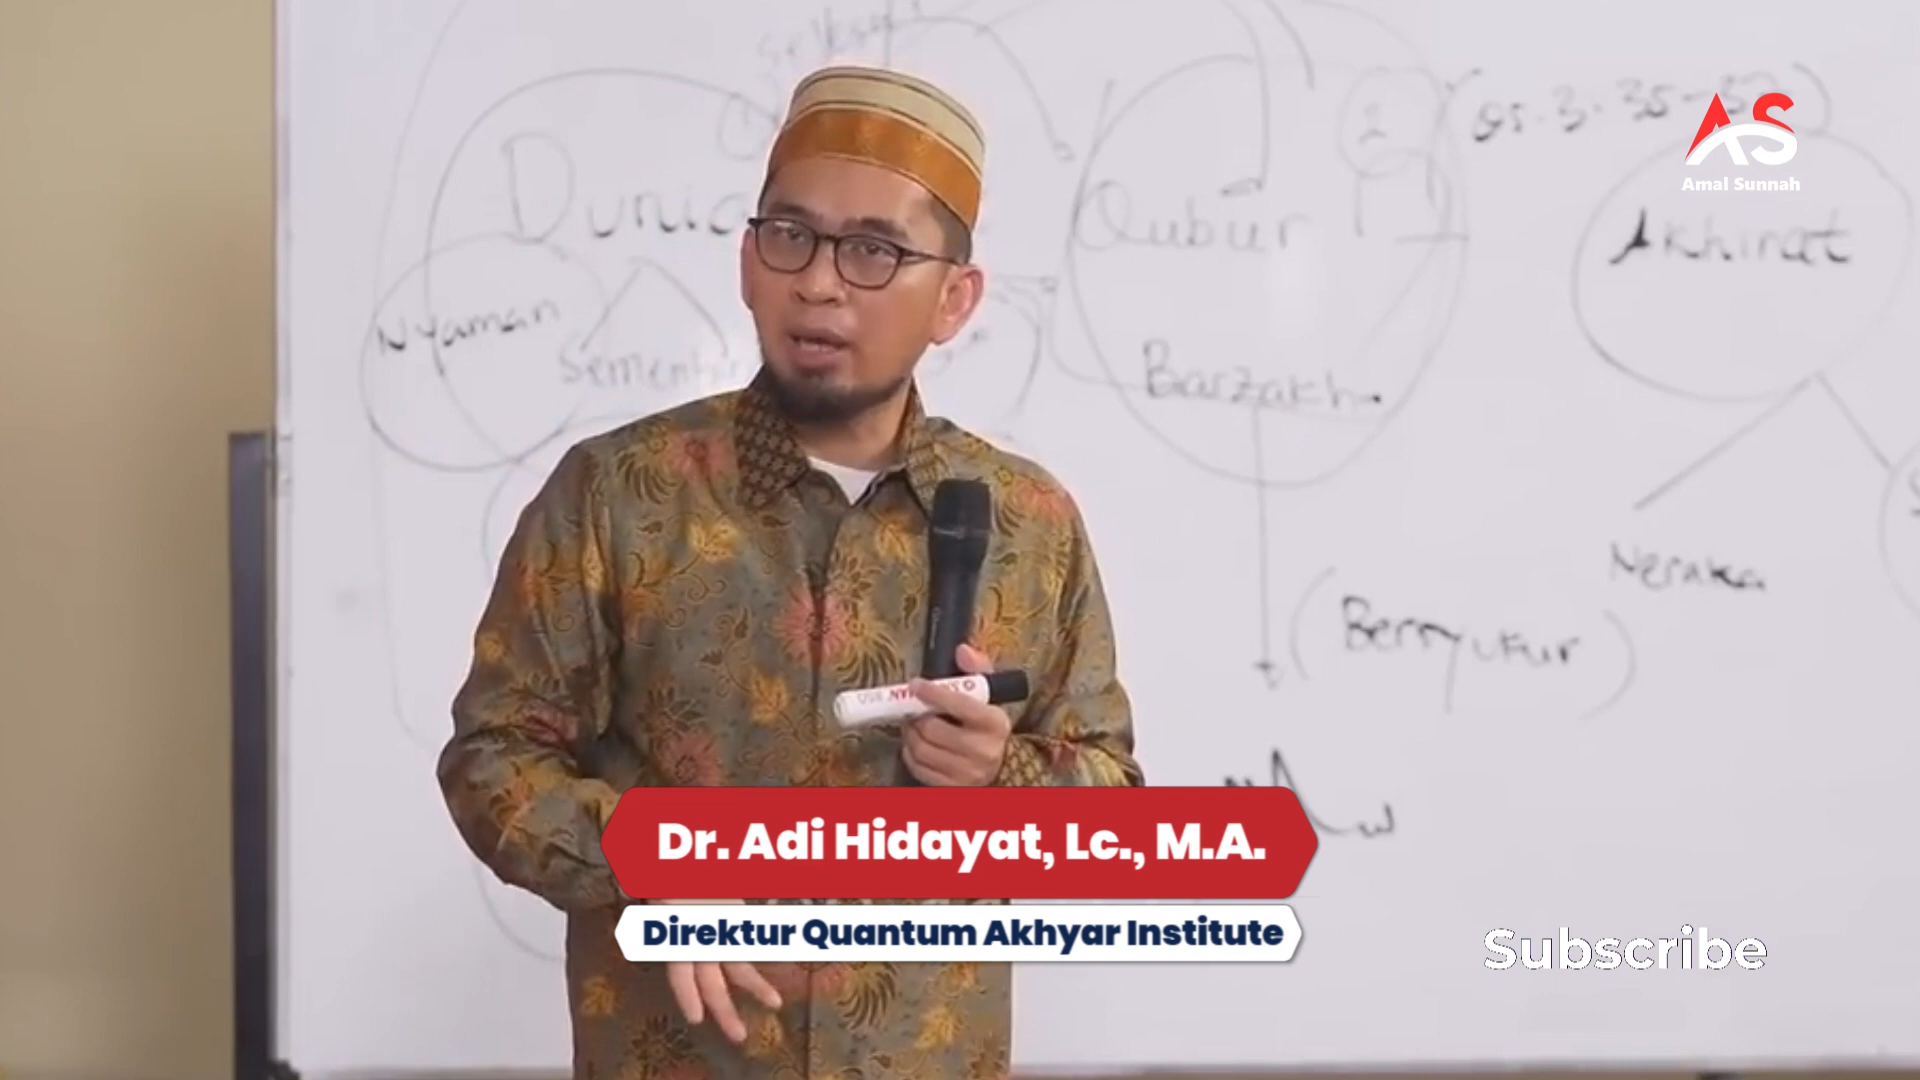 AS
Amal Sunnah
Dunia
Qubur
2
Akhirat
Nyaman
Barzakh
Neraka
(Bersyukur)
Dr. Adi Hidayat, Lc., M.A.
Direktur Quantum Akhyar Institute
Subscribe